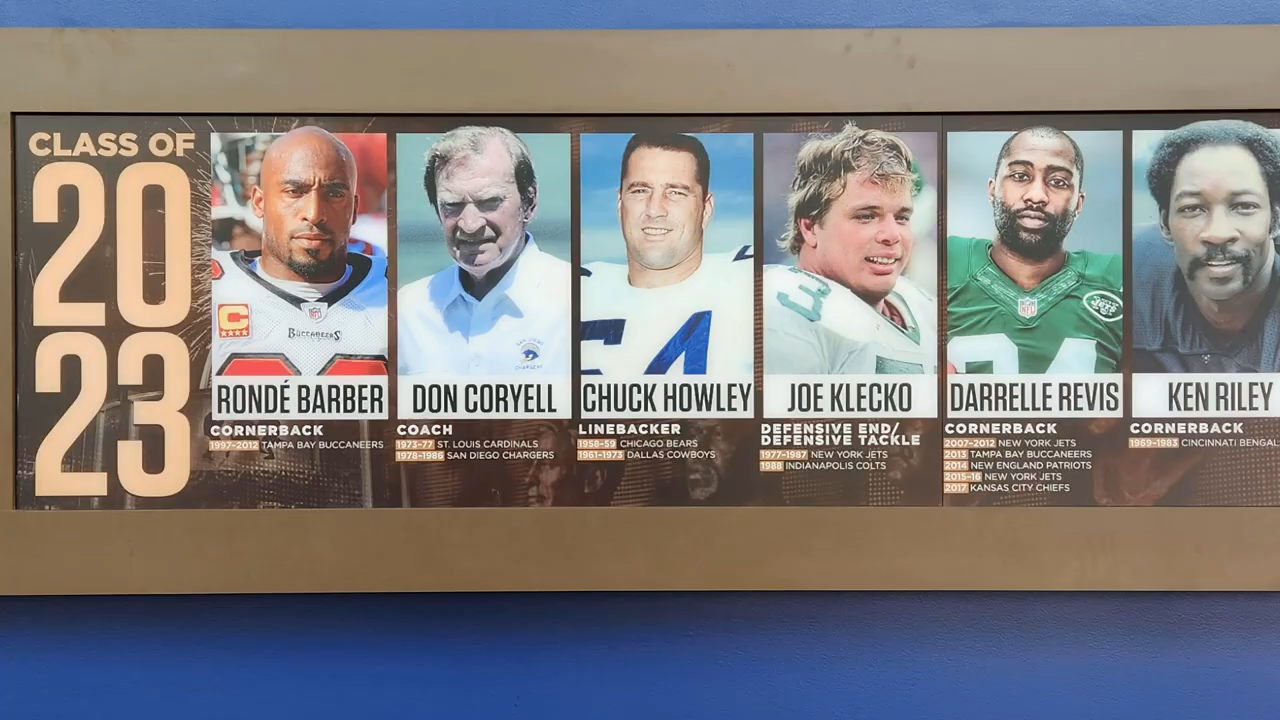 CLASS OF
20
23
BUCCANEERS
RONDÉ BARBER
CORNERBACK
1997-2012 TAMPA BAY BUCCANEERS
DON CORYELL
COACH
1973-77 ST. LOUIS CARDINALS
1978-1986 SAN DIEGO CHARGERS
54
CHUCK HOWLEY
LINEBACKER
1958-59 CHICAGO BEARS
1961-1973 DALLAS COWBOYS
JOE KLECKO
DEFENSIVE END/
DEFENSIVE TACKLE
1977-1987 NEW YORK JETS
1988 INDIANAPOLIS COLTS
NFL
JETS
DARRELLE REVIS
CORNERBACK
2007-2012 NEW YORK JETS
2013 TAMPA BAY BUCCANEERS
2014 NEW ENGLAND PATRIOTS
2015-16 NEW YORK JETS
2017 KANSAS CITY CHIEFS
KEN RILEY
CORNERBACK
1969-1983 CINCINNATI BENGAL